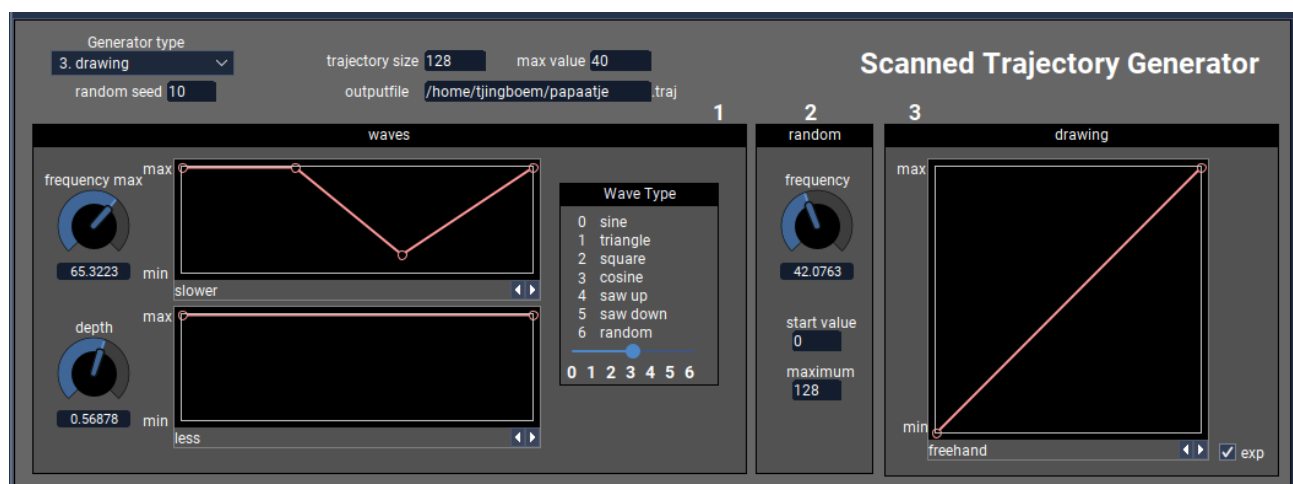 Generator type
3. drawing
random seed 10
trajectory size 128 max value 40
outputfile /home/tjingboem/papaatje .traj
Scanned Trajectory Generator
1
waves
frequency max
65.3223
max
min
slower
depth
0.56878
max
min
less
Wave Type
0 sine
1 triangle
2 square
3 cosine
4 saw up
5 saw down
6 random
0 1 2 3 4 5 6
2
random
frequency
42.0763
start value
0
maximum
128
3
drawing
max
min
freehand
exp